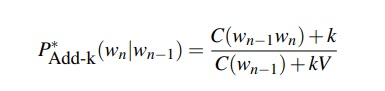 P*Add-k(wn|wn−1) = C(wn−1wn)+k / C(wn−1)+kV